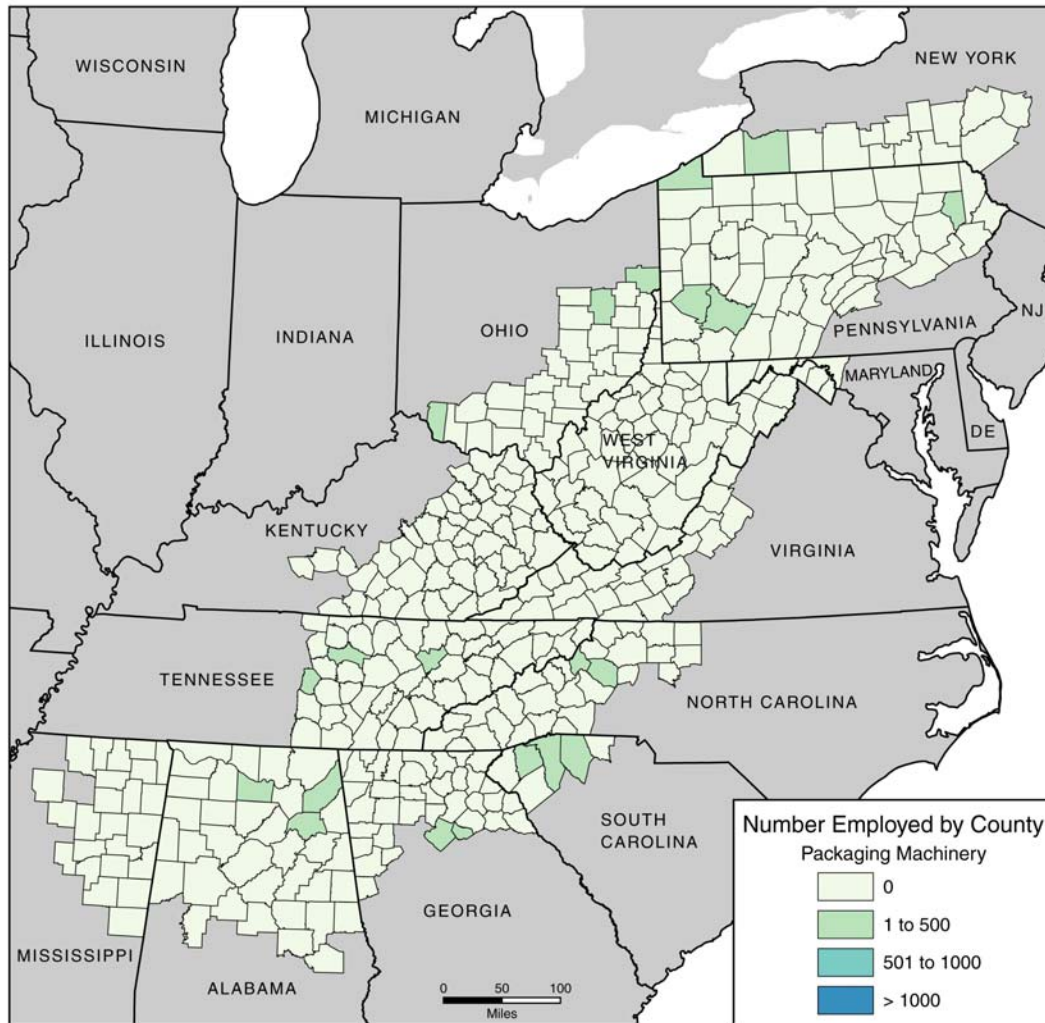 WISCONSIN
MICHIGAN
NEW YORK
ILLINOIS
INDIANA
OHIO
PENNSYLVANIA
NJ
MARYLAND
DE
WEST
VIRGINIA
KENTUCKY
VIRGINIA
TENNESSEE
NORTH CAROLINA
SOUTH
CAROLINA
GEORGIA
MISSISSIPPI
ALABAMA
0 50 100
Miles
Number Employed by County
Packaging Machinery
0
1 to 500
501 to 1000
> 1000